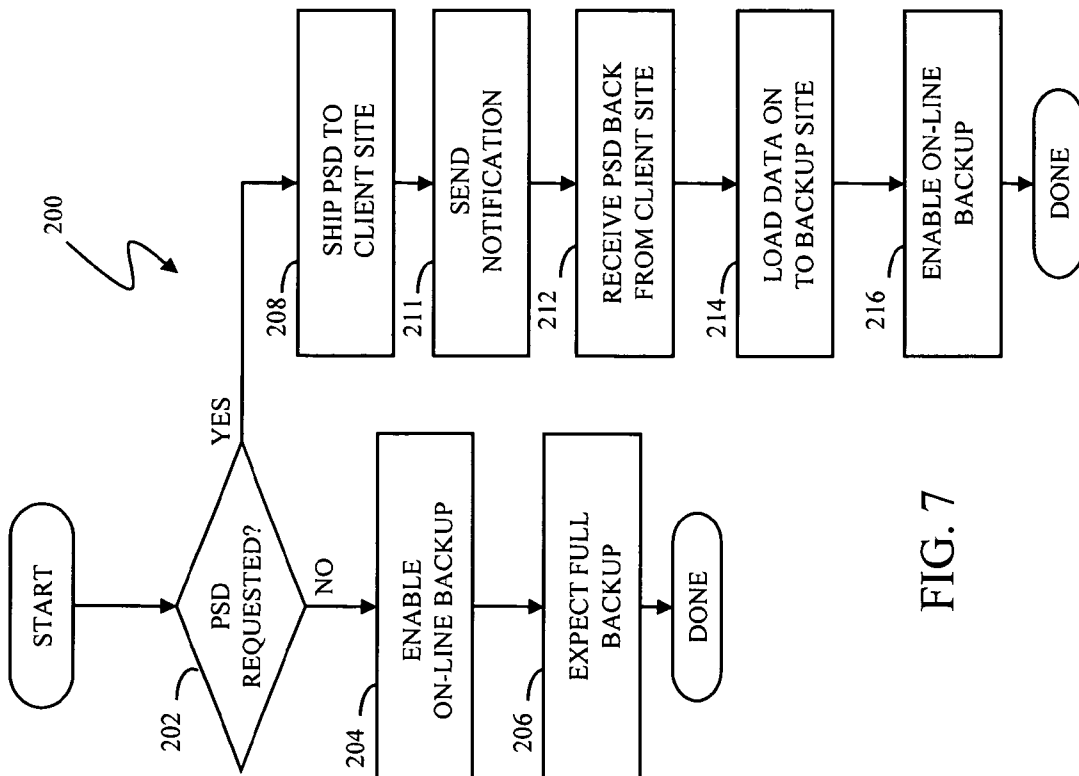 200
START
202
PSD
REQUESTED?
YES
NO
204
ENABLE
ON-LINE BACKUP
206
EXPECT FULL
BACKUP
DONE
208
SHIP PSD TO
CLIENT SITE
211
SEND
NOTIFICATION
212
RECEIVE PSD BACK
FROM CLIENT SITE
214
LOAD DATA ON
TO BACKUP SITE
216
ENABLE ON-LINE
BACKUP
DONE
FIG. 7